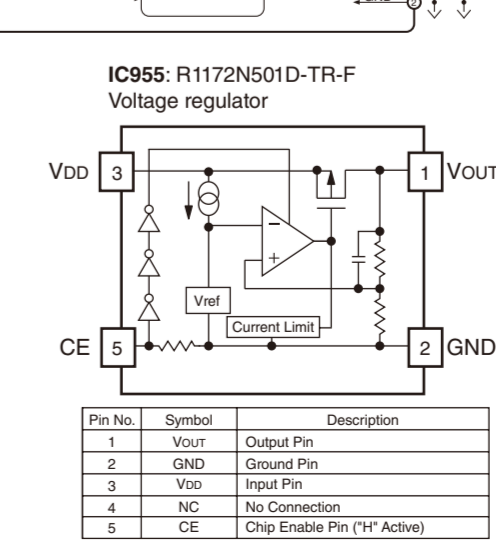 GND
2
IC955: R1172N501D-TR-F
Voltage regulator
VDD 3
1 VOUT
−
+
Vref
Current Limit
CE 5
2 GND
Pin No. Symbol Description
1 VOUT Output Pin
2 GND Ground Pin
3 VDD Input Pin
4 NC No Connection
5 CE Chip Enable Pin ("H" Active)